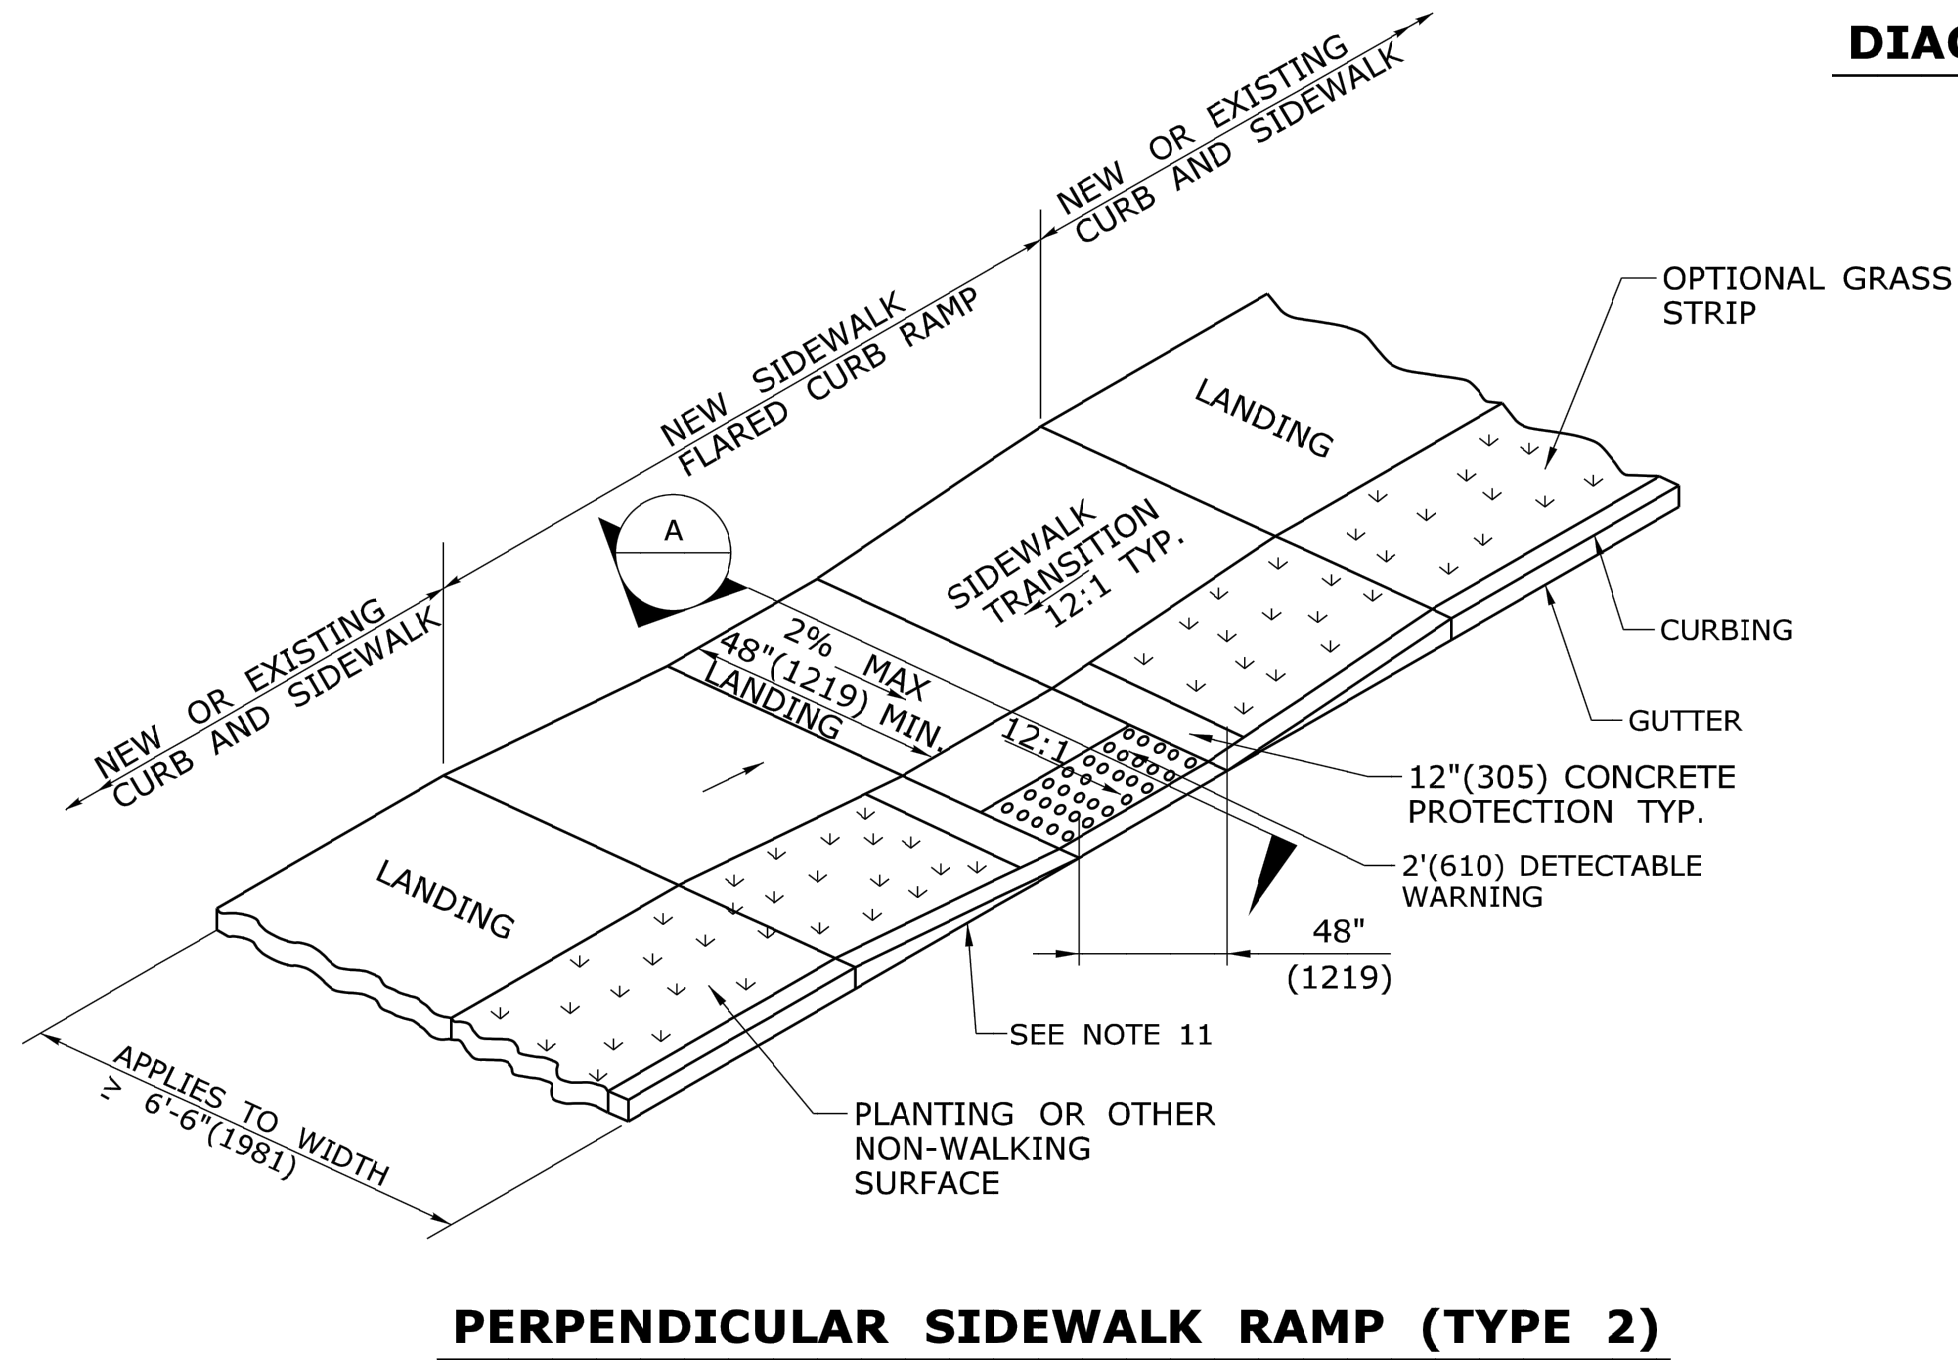 DIAG
NEW OR EXISTING
CURB AND SIDEWALK
NEW SIDEWALK
FLARED CURB RAMP
NEW OR EXISTING
CURB AND SIDEWALK
OPTIONAL GRASS
STRIP
LANDING
A
SIDEWALK
TRANSITION
12:1 TYP.
2% MAX
48"(1219) MIN.
LANDING
12:1
CURBING
GUTTER
12"(305) CONCRETE
PROTECTION TYP.
2'(610) DETECTABLE
WARNING
48"
(1219)
LANDING
SEE NOTE 11
APPLIES TO WIDTH
≥ 6'-6"(1981)
PLANTING OR OTHER
NON-WALKING
SURFACE
PERPENDICULAR SIDEWALK RAMP (TYPE 2)